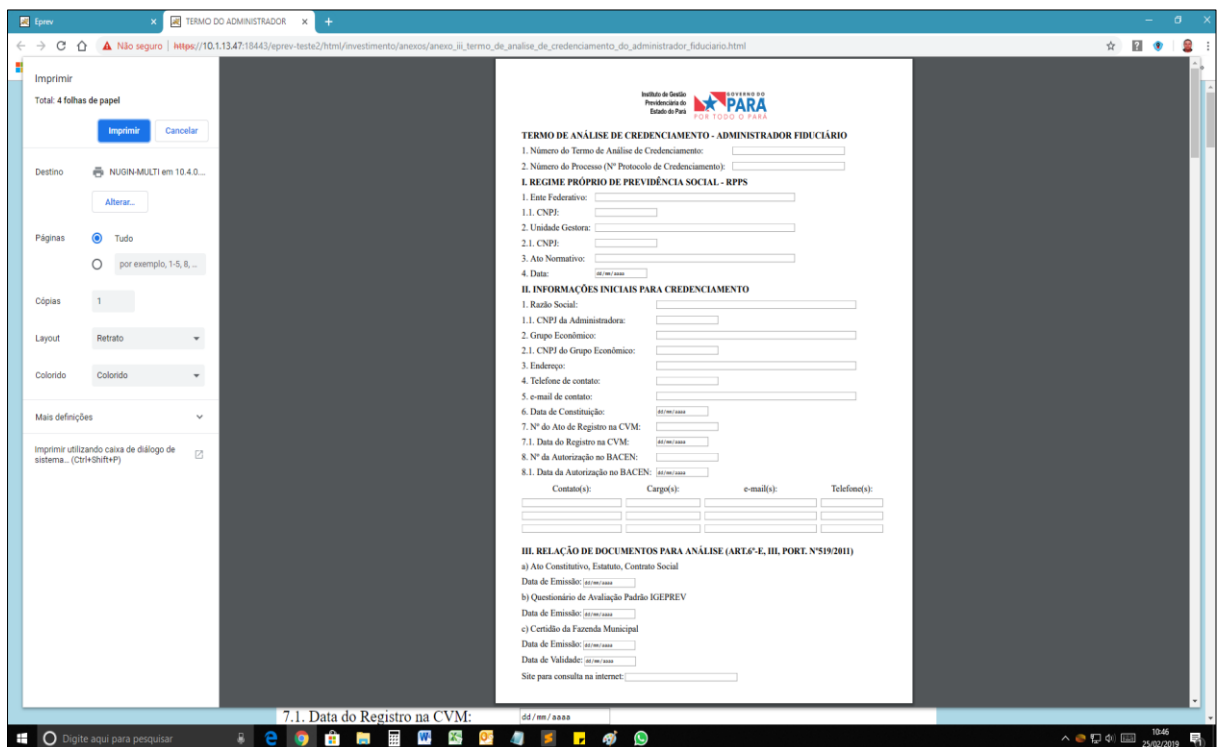 Eprev
TERMO DO ADMINISTRADOR
Não seguro | https://10.1.13.47:18443/eprev-teste2/html/investimento/anexos/anexo_iii_termo_de_analise_de_credenciamento_do_administrador_fiduciario.html
Imprimir
Total: 4 folhas de papel
Imprimir
Cancelar
Destino
NUGIN-MULTI em 10.4.0....
Alterar...
Páginas
Tudo
por exemplo, 1-5, 8, ...
Cópias
1
Layout
Retrato
Colorido
Colorido
Mais definições
Imprimir utilizando caixa de diálogo de
sistema... (Ctrl+Shift+P)
Instituto de Gestão
Previdenciária do
Estado do Pará
GOVERNO DO
PARÁ
POR TODO O PARÁ
TERMO DE ANÁLISE DE CREDENCIAMENTO - ADMINISTRADOR FIDUCIÁRIO
1. Número do Termo de Análise de Credenciamento:
2. Número do Processo (Nº Protocolo de Credenciamento):
I. REGIME PRÓPRIO DE PREVIDÊNCIA SOCIAL - RPPS
1. Ente Federativo:
1.1. CNPJ:
2. Unidade Gestora:
2.1. CNPJ:
3. Ato Normativo:
4. Data: dd/mm/aaaa
II. INFORMAÇÕES INICIAIS PARA CREDENCIAMENTO
1. Razão Social:
1.1. CNPJ da Administradora:
2. Grupo Econômico:
2.1. CNPJ do Grupo Econômico:
3. Endereço:
4. Telefone de contato:
5. e-mail de contato:
6. Data de Constituição: dd/mm/aaaa
7. Nº do Ato de Registro na CVM:
7.1. Data do Registro na CVM: dd/mm/aaaa
8. Nº da Autorização no BACEN:
8.1. Data da Autorização no BACEN: dd/mm/aaaa
Contato(s): Cargo(s): e-mail(s): Telefone(s):
III. RELAÇÃO DE DOCUMENTOS PARA ANÁLISE (ART.6º-E, III, PORT. Nº519/2011)
a) Ato Constitutivo, Estatuto, Contrato Social
Data de Emissão: dd/mm/aaaa
b) Questionário de Avaliação Padrão IGEPREV
Data de Emissão: dd/mm/aaaa
c) Certidão da Fazenda Municipal
Data de Emissão: dd/mm/aaaa
Data de Validade: dd/mm/aaaa
Site para consulta na internet:
7.1. Data do Registro na CVM: dd/mm/aaaa
Digite aqui para pesquisar
10:46
25/02/2019